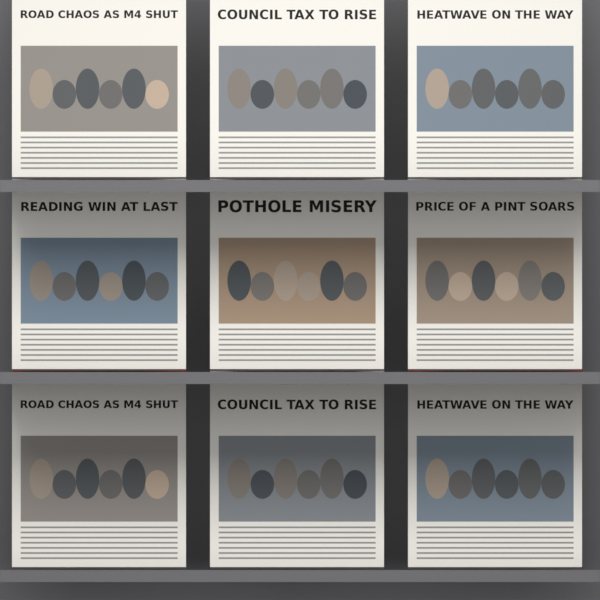 ROAD CHAOS AS M4 SHUT
COUNCIL TAX TO RISE
HEATWAVE ON THE WAY
READING WIN AT LAST
POTHOLE MISERY
PRICE OF A PINT SOARS
ROAD CHAOS AS M4 SHUT
COUNCIL TAX TO RISE
HEATWAVE ON THE WAY